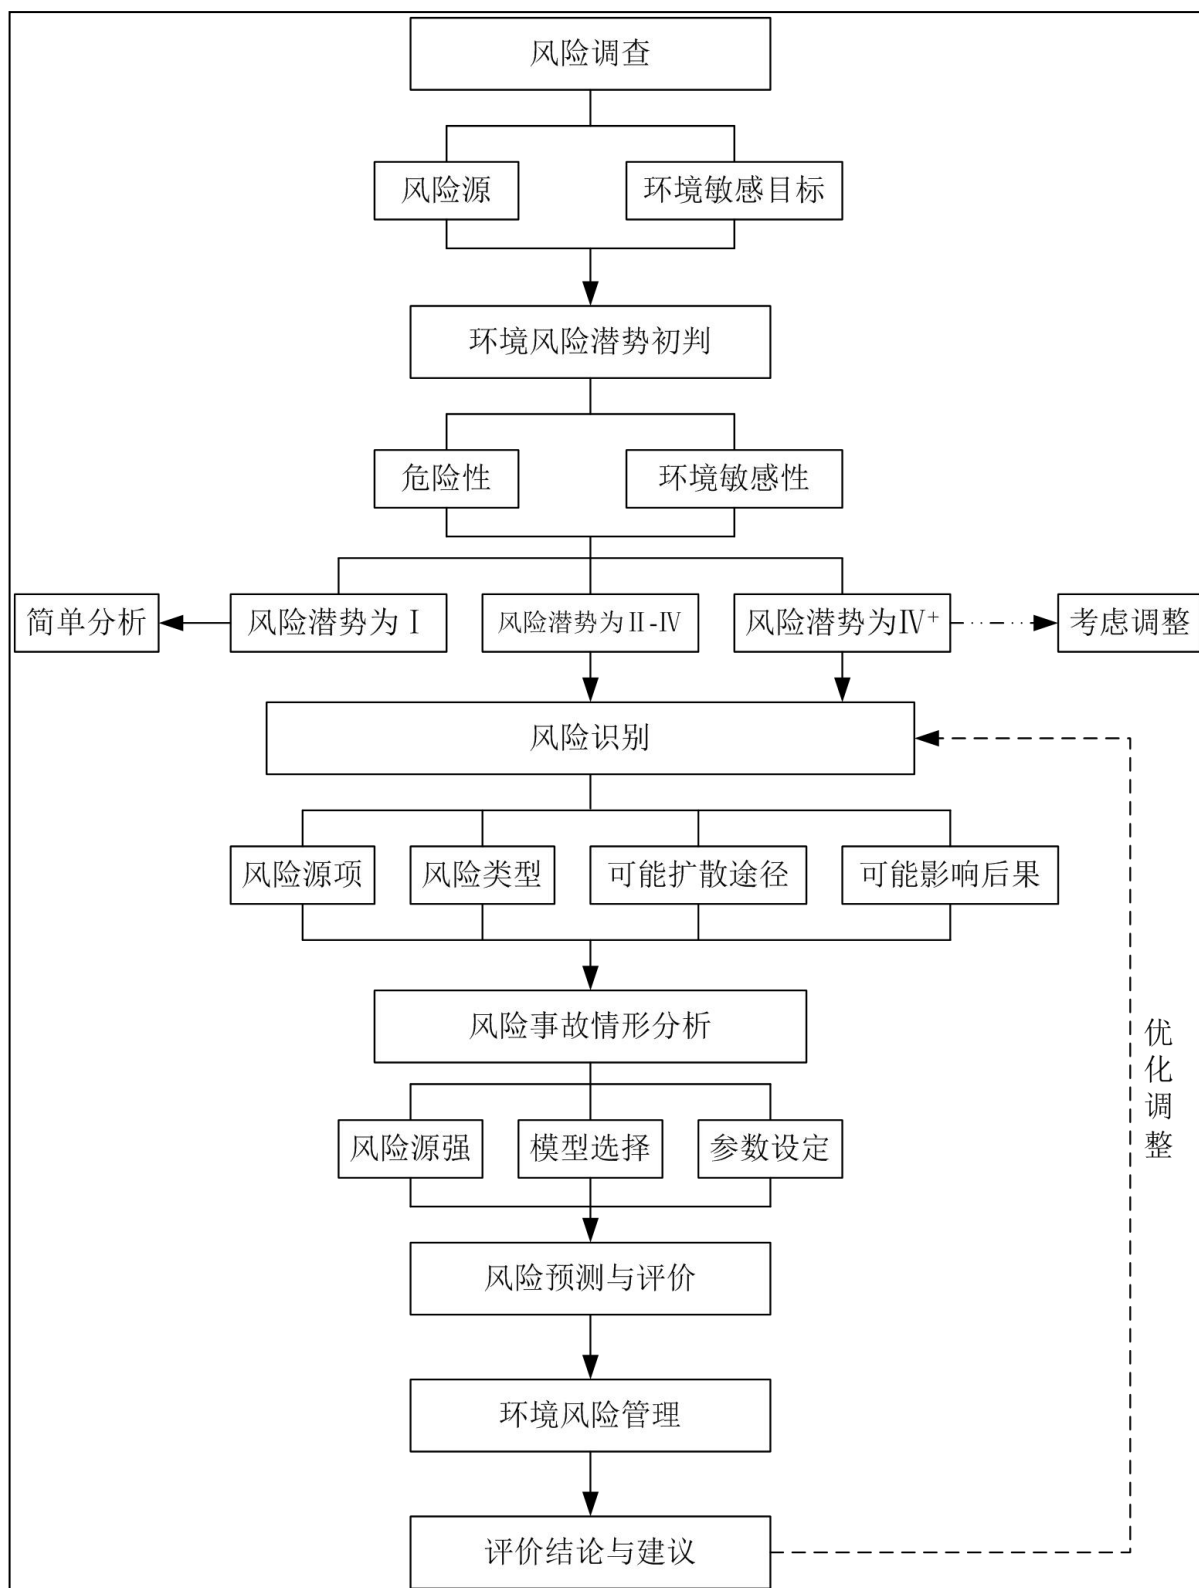 风险调查
风险源
环境敏感目标
环境风险潜势初判
危险性
环境敏感性
简单分析
风险潜势为Ⅰ
风险潜势为Ⅱ-Ⅳ
风险潜势为Ⅳ⁺
考虑调整
风险识别
风险源项
风险类型
可能扩散途径
可能影响后果
风险事故情形分析
优化调整
风险源强
模型选择
参数设定
风险预测与评价
环境风险管理
评价结论与建议